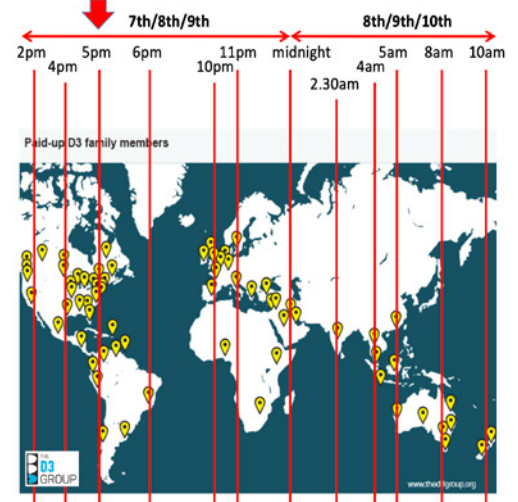 7th/8th/9th 8th/9th/10th
2pm 5pm 6pm 11pm midnight 5am 8am 10am
4pm 10pm 4am
2.30am
Paid-up D3 family members
THE
D3
GROUP
www.thed3group.org